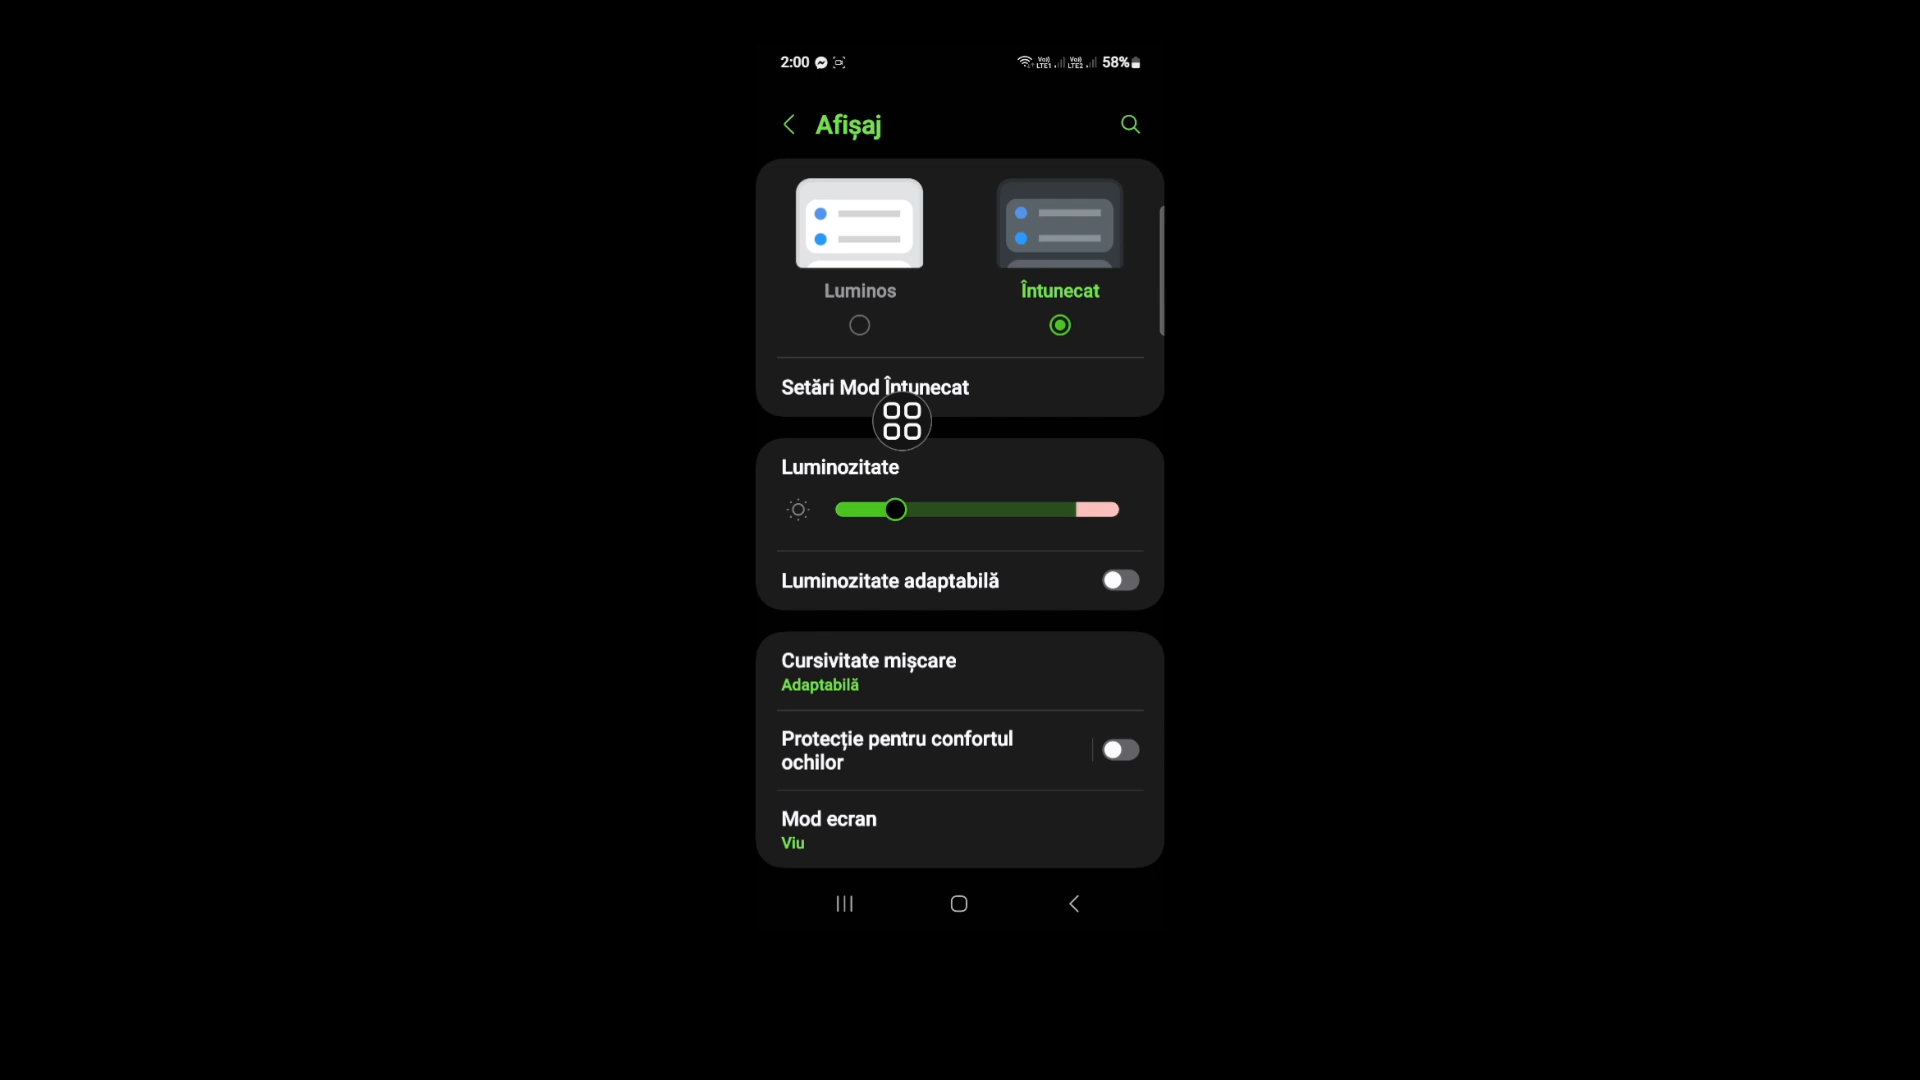 2:00 58%
Afișaj
Luminos Întunecat
Setări Mod Întunecat
Luminozitate
Luminozitate adaptabilă
Cursivitate mișcare
Adaptabilă
Protecție pentru confortul
ochilor
Mod ecran
Viu